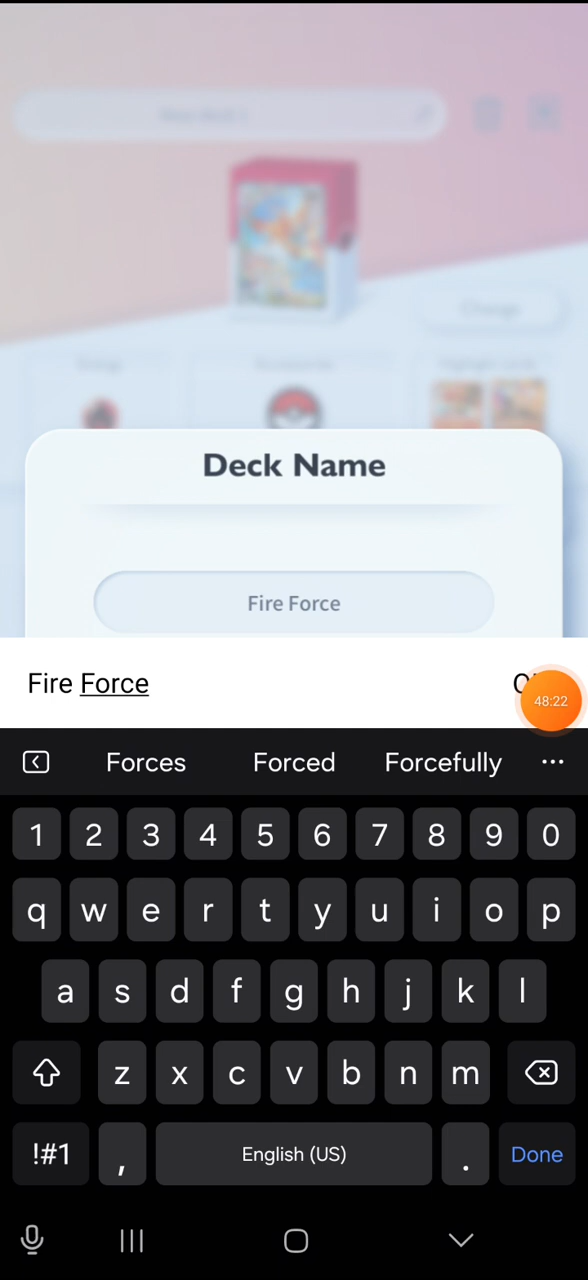 Change
Deck Name
Fire Force
Fire Force
48:22
Forces Forced Forcefully ...
1 2 3 4 5 6 7 8 9 0
q w e r t y u i o p
a s d f g h j k l
z x c v b n m
!#1 , English (US) . Done